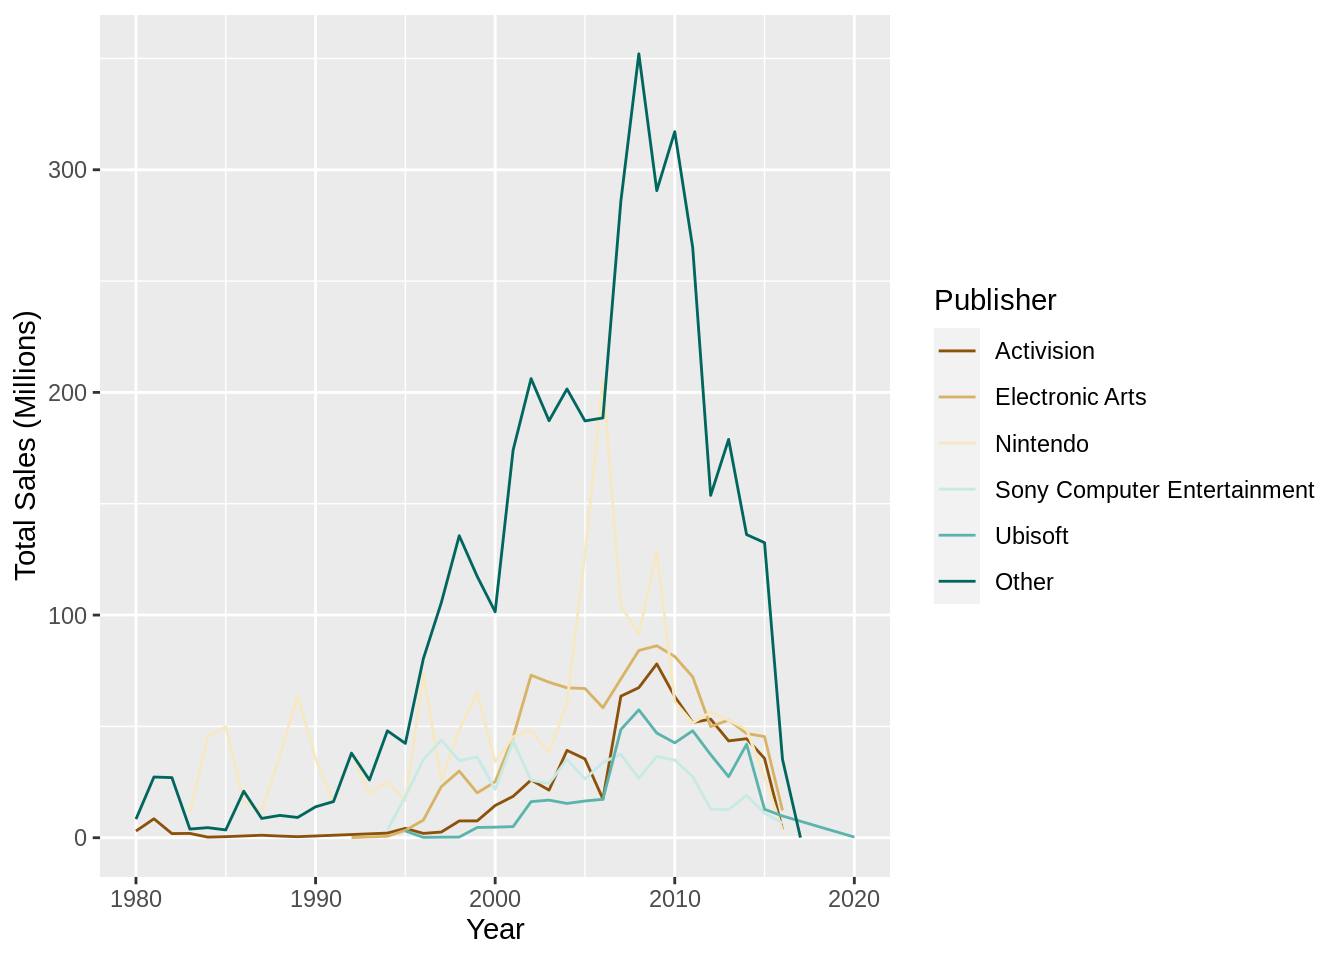 Total Sales (Millions)
300
200
100
0
1980 1990 2000 2010 2020
Year
Publisher
Activision
Electronic Arts
Nintendo
Sony Computer Entertainment
Ubisoft
Other